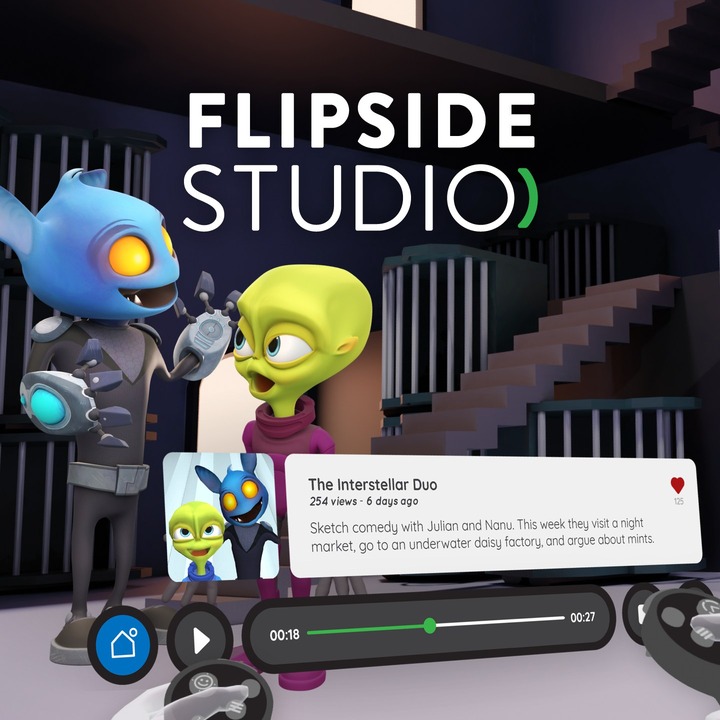 FLIPSIDE
STUDIO
The Interstellar Duo
254 views - 6 days ago
125
Sketch comedy with Julian and Nanu. This week they visit a night
market, go to an underwater daisy factory, and argue about mints.
00:18
00:27